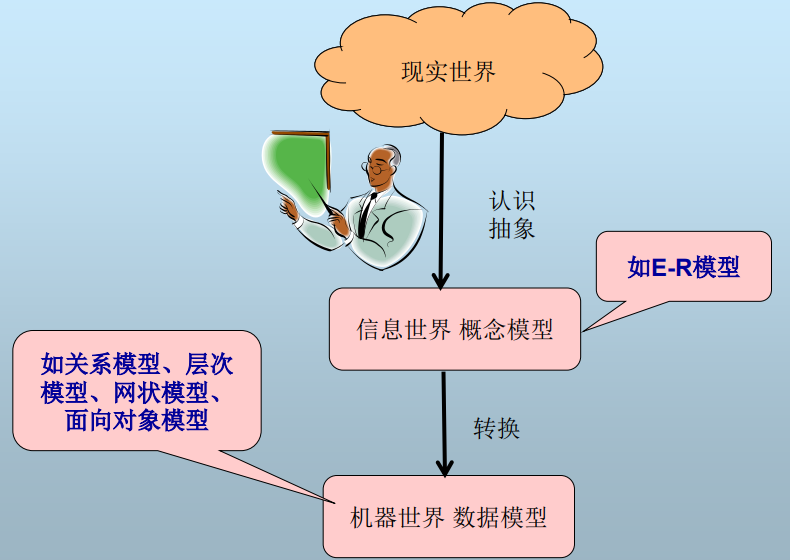 现实世界
认识
抽象
如E-R模型
信息世界 概念模型
如关系模型、层次
模型、网状模型、
面向对象模型
转换
机器世界 数据模型